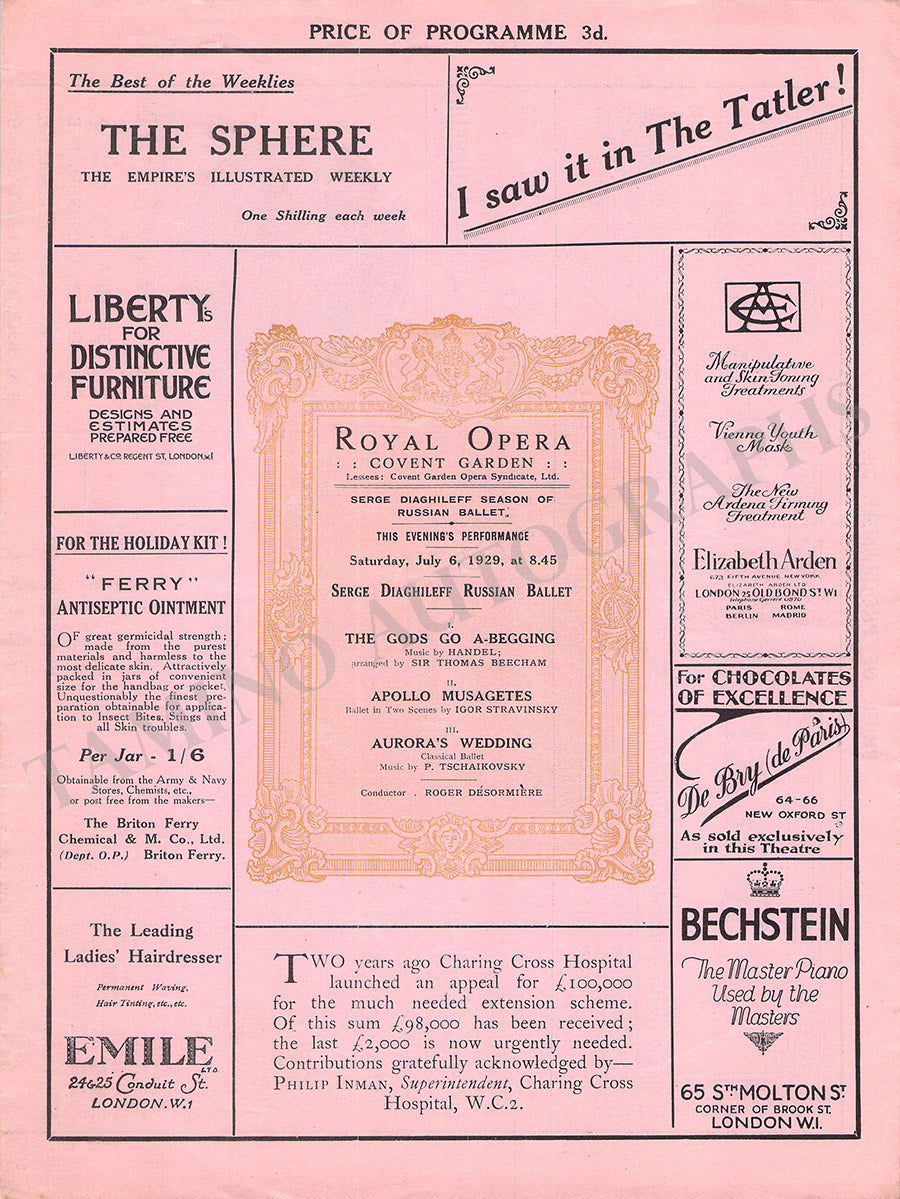 PRICE OF PROGRAMME 3d.
The Best of the Weeklies
THE SPHERE
THE EMPIRE'S ILLUSTRATED WEEKLY
One Shilling each week
I saw it in The Tatler!
LIBERTY'S
FOR
DISTINCTIVE
FURNITURE
DESIGNS AND
ESTIMATES
PREPARED FREE
LIBERTY & CO. REGENT ST, LONDON, W.1
FOR THE HOLIDAY KIT!
"FERRY"
ANTISEPTIC OINTMENT
OF great germicidal strength;
made from the purest
materials and harmless to the
most delicate skin. Attractively
packed in jars of convenient
size for the handbag or pocket.
Unquestionably the finest pre-
paration obtainable for applica-
tion to Insect Bites, Stings and
all Skin troubles.
Per Jar - 1/6
Obtainable from the Army & Navy
Stores, Chemists, etc.,
or post free from the makers—
The Briton Ferry
Chemical & M. Co., Ltd.
(Dept. O.P.) Briton Ferry.
The Leading
Ladies' Hairdresser
Permanent Waving,
Hair Tinting, etc., etc.
EMILE LTD.
24 & 25 Conduit St.
LONDON. W.1
ROYAL OPERA
: : COVENT GARDEN : :
Lessees: Covent Garden Opera Syndicate, Ltd.
SERGE DIAGHILEFF SEASON OF
RUSSIAN BALLET.
THIS EVENING'S PERFORMANCE
Saturday, July 6, 1929, at 8.45
SERGE DIAGHILEFF RUSSIAN BALLET
I.
THE GODS GO A-BEGGING
Music by HANDEL;
arranged by SIR THOMAS BEECHAM
II.
APOLLO MUSAGETES
Ballet in Two Scenes by IGOR STRAVINSKY
III.
AURORA'S WEDDING
Classical Ballet
Music by P. TSCHAIKOVSKY
Conductor . ROGER DÉSORMIÈRE
TWO years ago Charing Cross Hospital
launched an appeal for £100,000
for the much needed extension scheme.
Of this sum £98,000 has been received;
the last £2,000 is now urgently needed.
Contributions gratefully acknowledged by—
PHILIP INMAN, Superintendent, Charing Cross
Hospital, W.C.2.
Manipulative
and Skin Toning
Treatments
Vienna Youth
Mask
The New
Ardena Firming
Treatment
Elizabeth Arden
673 FIFTH AVENUE NEW YORK
ELIZABETH ARDEN LTD
LONDON 25 OLD BOND ST W1
Telephone Gerrard 0870
PARIS ROME
BERLIN MADRID
For CHOCOLATES
OF EXCELLENCE
De Bry (de Paris)
64-66
NEW OXFORD ST
As sold exclusively
in this Theatre
BECHSTEIN
The Master Piano
Used by the
Masters
65 STH MOLTON ST
CORNER OF BROOK ST.
LONDON W.1.
TAMINO AUTOGRAPHS